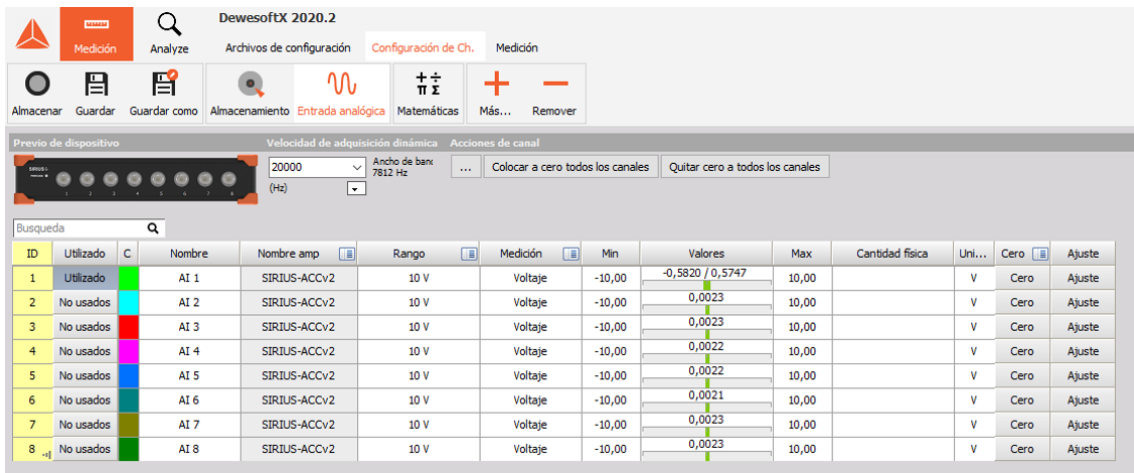 DewesoftX 2020.2
Medición Analyze Archivos de configuración Configuración de Ch. Medición
Almacenar Guardar Guardar como Almacenamiento Entrada analógica Matemáticas Más... Remover
Previo de dispositivo Velocidad de adquisición dinámica Acciones de canal
SIRIUSi 20000 Ancho de banc ... Colocar a cero todos los canales Quitar cero a todos los canales
7812 Hz
1 2 3 4 5 6 7 8 (Hz)
Busqueda
ID Utilizado C Nombre Nombre amp Rango Medición Min Valores Max Cantidad física Uni... Cero Ajuste
1 Utilizado AI 1 SIRIUS-ACCv2 10 V Voltaje -10,00 -0,5820 / 0,5747 10,00 V Cero Ajuste
2 No usados AI 2 SIRIUS-ACCv2 10 V Voltaje -10,00 0,0023 10,00 V Cero Ajuste
3 No usados AI 3 SIRIUS-ACCv2 10 V Voltaje -10,00 0,0023 10,00 V Cero Ajuste
4 No usados AI 4 SIRIUS-ACCv2 10 V Voltaje -10,00 0,0022 10,00 V Cero Ajuste
5 No usados AI 5 SIRIUS-ACCv2 10 V Voltaje -10,00 0,0022 10,00 V Cero Ajuste
6 No usados AI 6 SIRIUS-ACCv2 10 V Voltaje -10,00 0,0021 10,00 V Cero Ajuste
7 No usados AI 7 SIRIUS-ACCv2 10 V Voltaje -10,00 0,0023 10,00 V Cero Ajuste
8 No usados AI 8 SIRIUS-ACCv2 10 V Voltaje -10,00 0,0023 10,00 V Cero Ajuste